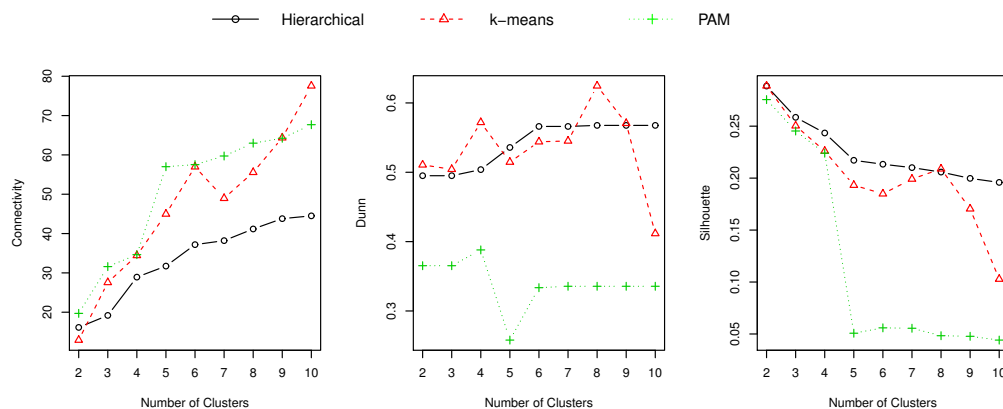 Hierarchical k−means PAM
Connectivity
80
70
60
50
40
30
20
2 3 4 5 6 7 8 9 10
Number of Clusters
Dunn
0.6
0.5
0.4
0.3
2 3 4 5 6 7 8 9 10
Number of Clusters
Silhouette
0.25
0.20
0.15
0.10
0.05
2 3 4 5 6 7 8 9 10
Number of Clusters